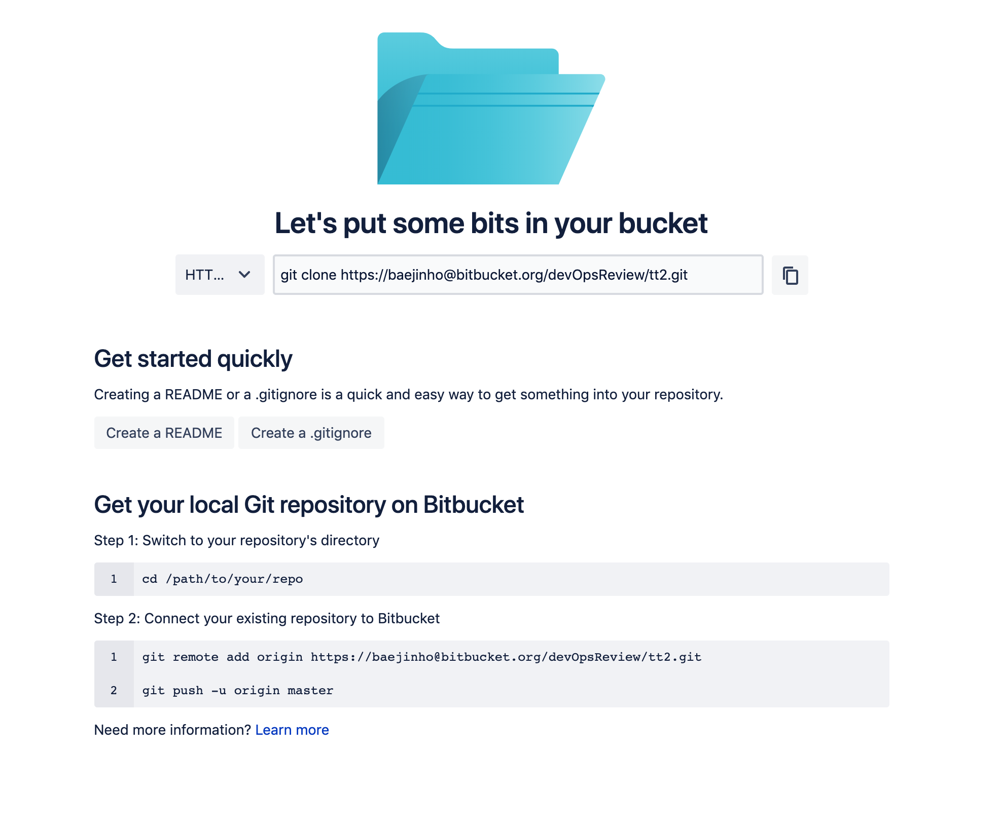 Let's put some bits in your bucket
HTT...
git clone https://baejinho@bitbucket.org/devOpsReview/tt2.git
Get started quickly
Creating a README or a .gitignore is a quick and easy way to get something into your repository.
Create a README
Create a .gitignore
Get your local Git repository on Bitbucket
Step 1: Switch to your repository's directory
1 cd /path/to/your/repo
Step 2: Connect your existing repository to Bitbucket
1 git remote add origin https://baejinho@bitbucket.org/devOpsReview/tt2.git
2 git push -u origin master
Need more information? Learn more